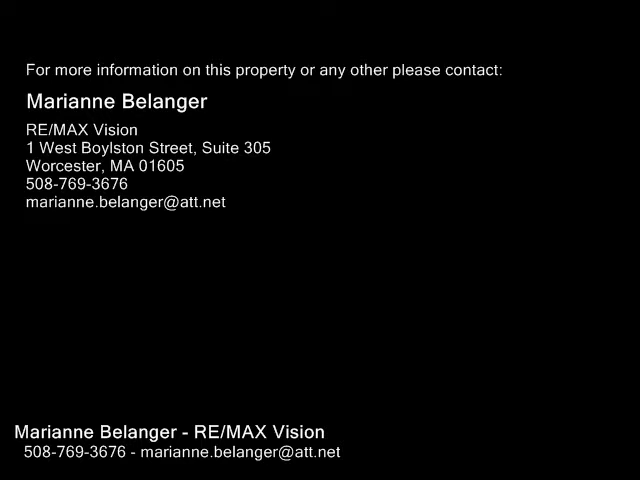 For more information on this property or any other please contact:
Marianne Belanger
RE/MAX Vision
1 West Boylston Street, Suite 305
Worcester, MA 01605
508-769-3676
marianne.belanger@att.net
Marianne Belanger - RE/MAX Vision
508-769-3676 - marianne.belanger@att.net